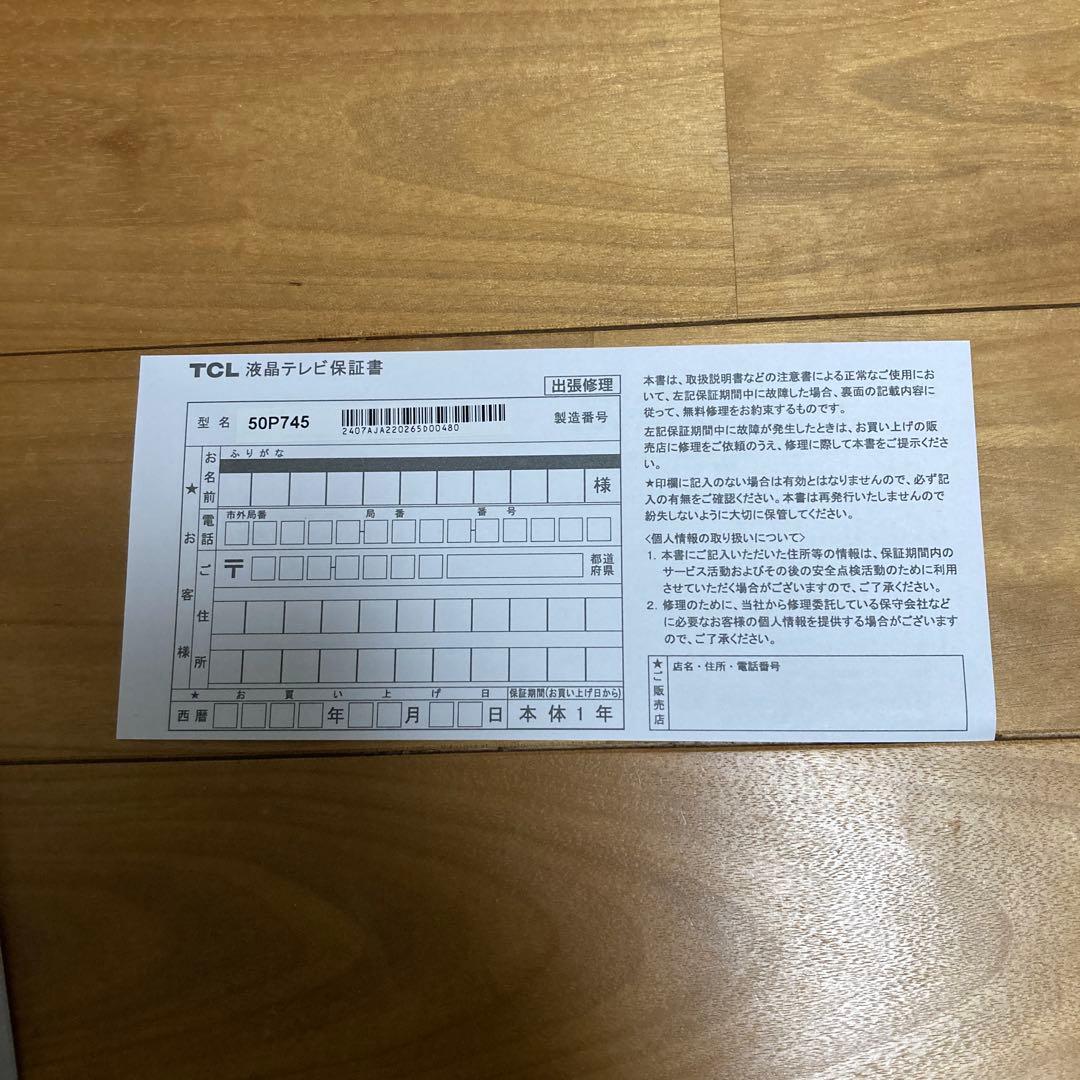 TCL 液晶テレビ保証書
出張修理
型名 50P745 2407AJA220265D00480 製造番号
★お客様
お名前
ふりがな
様
電話
市外局番 局番 番号
ご住所
〒 都道府県
★ お買い上げ日 保証期間(お買い上げ日から)
西暦 年 月 日 本体1年
本書は、取扱説明書などの注意書による正常なご使用にお
いて、左記保証期間中に故障した場合、裏面の記載内容に
従って、無料修理をお約束するものです。
左記保証期間中に故障が発生したときは、お買い上げの販
売店に修理をご依頼のうえ、修理に際して本書をご提示くださ
い。
★印欄に記入のない場合は有効とはなりませんので、必ず記
入の有無をご確認ください。本書は再発行いたしませんので
紛失しないように大切に保管してください。
<個人情報の取り扱いについて>
1. 本書にご記入いただいた住所等の情報は、保証期間内の
サービス活動およびその後の安全点検活動のために利用
させていただく場合がございますので、ご了承ください。
2. 修理のために、当社から修理委託している保守会社など
に必要なお客様の個人情報を提供する場合がございます
ので、ご了承ください。
★ご販売店
店名・住所・電話番号